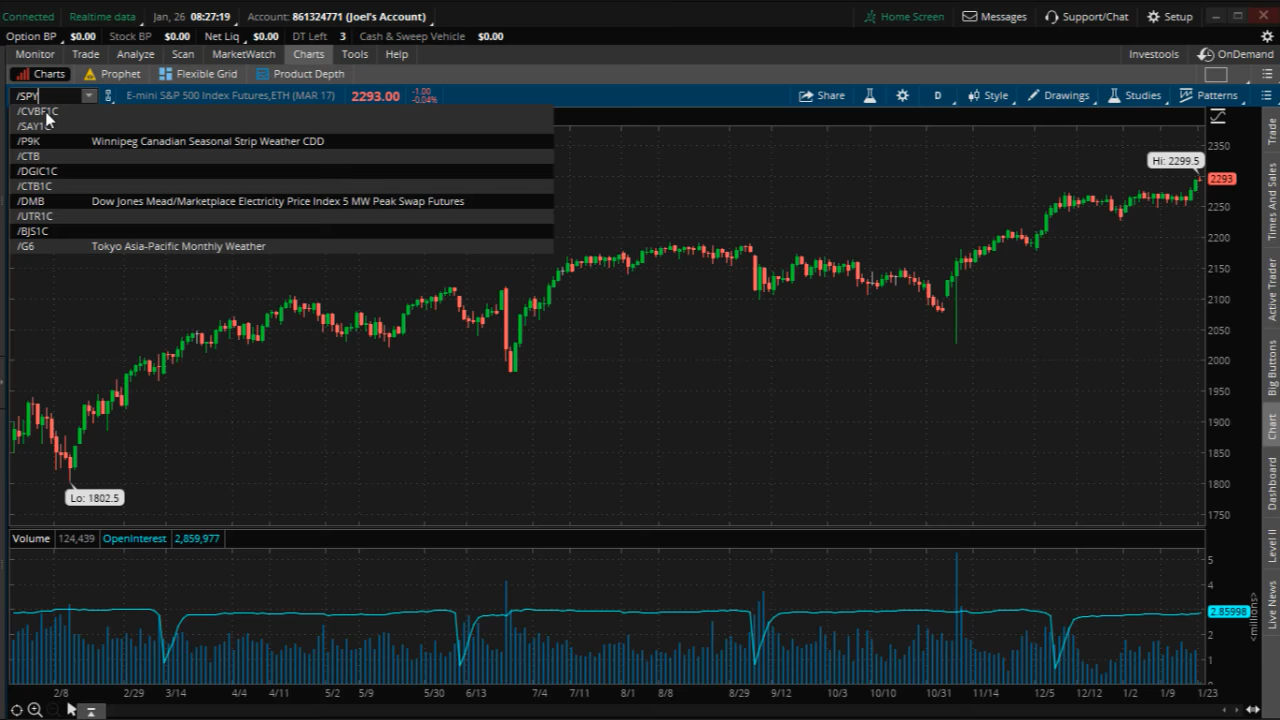 Connected Realtime data Jan, 26 08:27:19 Account: 861324771 (Joel's Account) Home Screen Messages Support/Chat Setup
Option BP $0.00 Stock BP $0.00 Net Liq $0.00 DT Left 3 Cash & Sweep Vehicle $0.00
Monitor Trade Analyze Scan MarketWatch Charts Tools Help Investools OnDemand
Charts Prophet Flexible Grid Product Depth
/SPY E-mini S&P 500 Index Futures,ETH (MAR 17) 2293.00 -1.00 -0.04% Share D Style Drawings Studies Patterns
/CVBF1C
/SAY1C
/P9K Winnipeg Canadian Seasonal Strip Weather CDD
/CTB
/DGIC1C
/CTB1C
/DMB Dow Jones Mead/Marketplace Electricity Price Index 5 MW Peak Swap Futures
/UTR1C
/BJS1C
/G6 Tokyo Asia-Pacific Monthly Weather
Hi: 2299.5
Lo: 1802.5
2350
2293
2250
2200
2150
2100
2050
2000
1950
1900
1850
1800
1750
Volume 124,439 OpenInterest 2,859,977
5
4
2.85998
2
1
0
<millions>
2/8 2/29 3/14 4/4 4/11 5/2 5/9 5/30 6/13 7/4 7/11 8/1 8/8 8/29 9/12 10/3 10/10 10/31 11/14 12/5 12/12 1/2 1/9 1/23
Trade
Times And Sales
Active Trader
Big Buttons
Chart
Dashboard
Level II
Live News